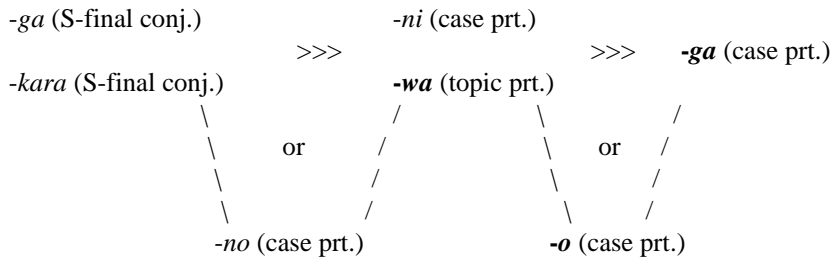 -ga (S-final conj.) >>> -ni (case prt.) >>> -ga (case prt.)
-kara (S-final conj.) -wa (topic prt.)
or or
-no (case prt.) -o (case prt.)